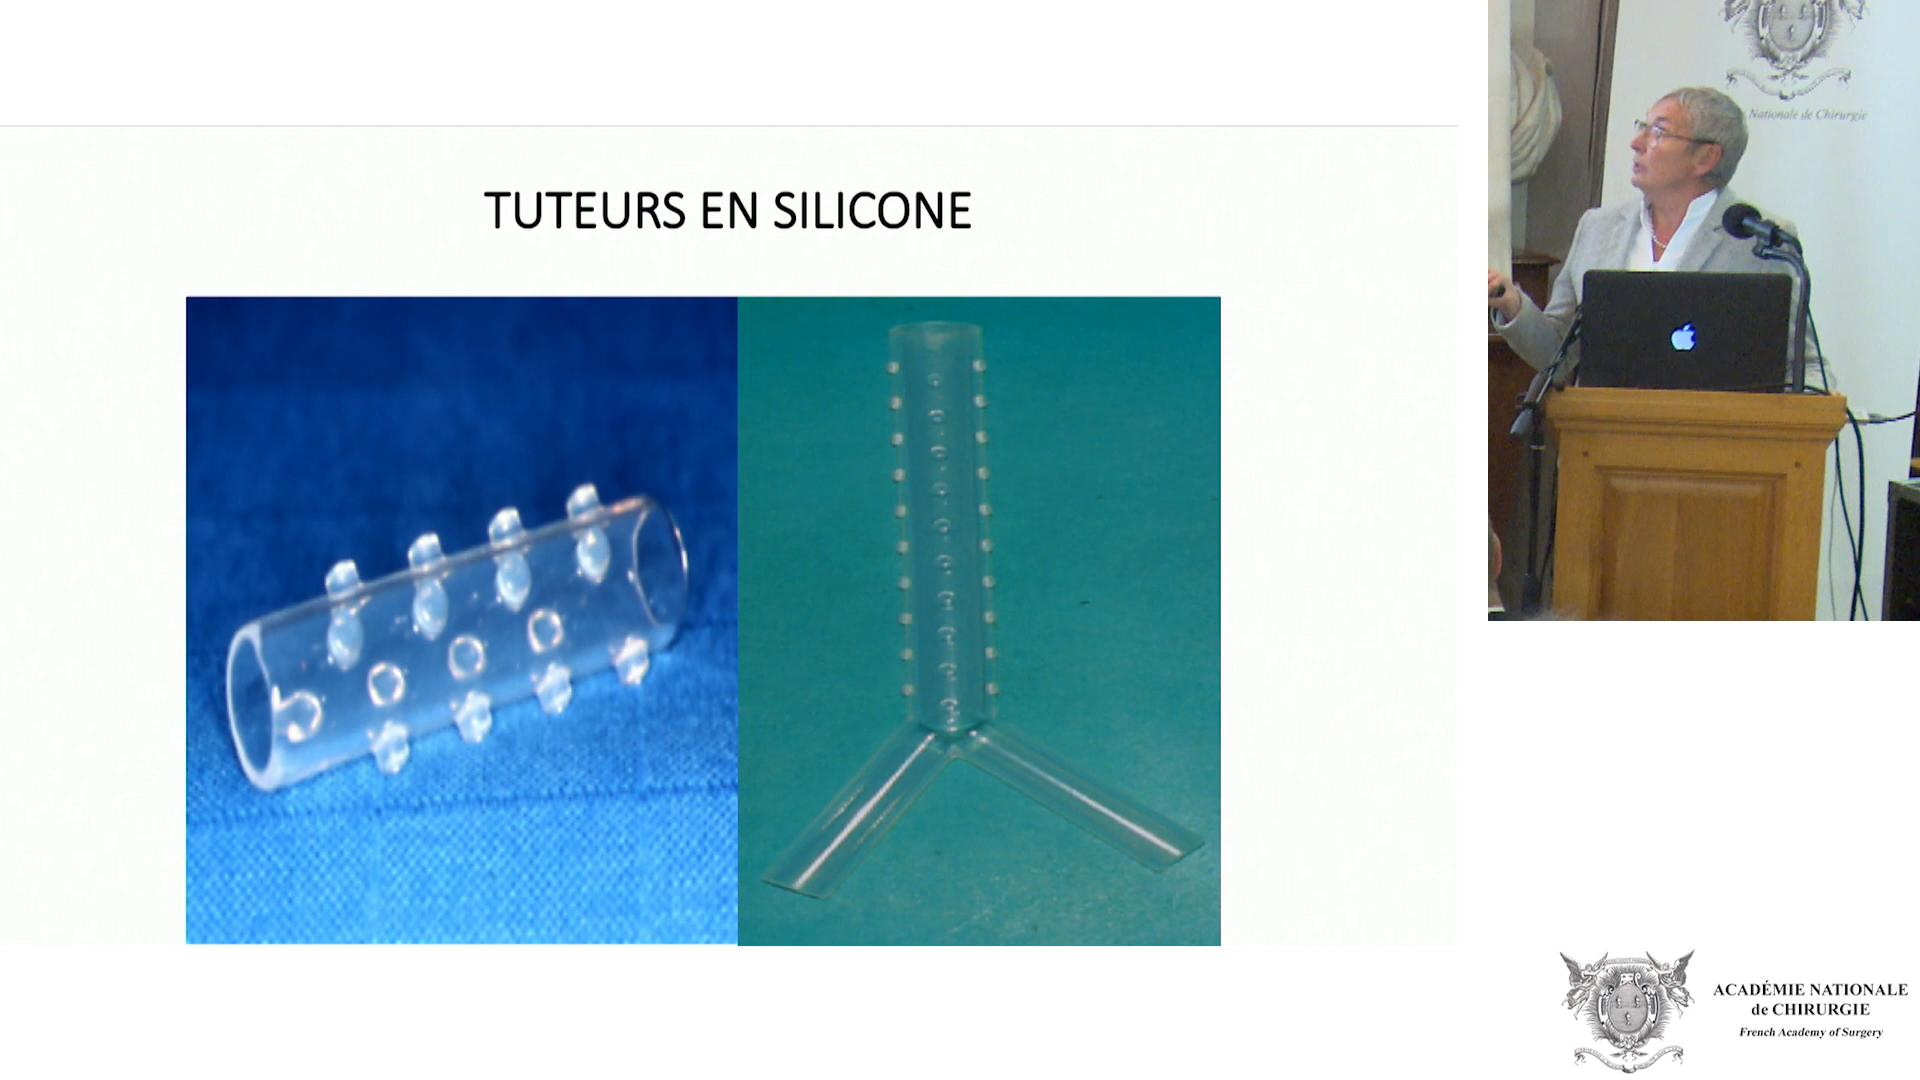 TUTEURS EN SILICONE
Nationale de Chirurgie
ACADÉMIE NATIONALE
de CHIRURGIE
French Academy of Surgery